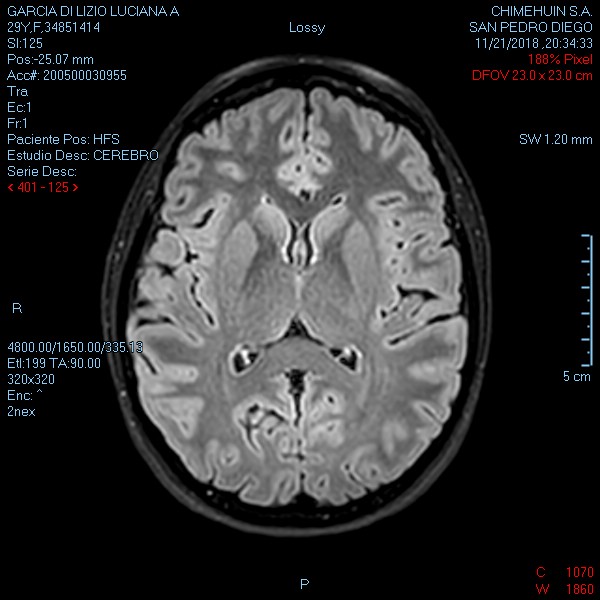 GARCIA DI LIZIO LUCIANA A
29Y,F,34851414
Sl:125
Pos:-25.07 mm
Acc#: 200500030955
Tra
Ec:1
Fr:1
Paciente Pos: HFS
Estudio Desc: CEREBRO
Serie Desc:
< 401 - 125 >
Lossy
CHIMEHUIN S.A.
SAN PEDRO DIEGO
11/21/2018 ,20:34:33
188% Pixel
DFOV 23.0 x 23.0 cm
SW 1.20 mm
R
4800.00/1650.00/335.13
Etl:199 TA:90.00
320x320
Enc: ^
2nex
5 cm
P
C 1070
W 1860